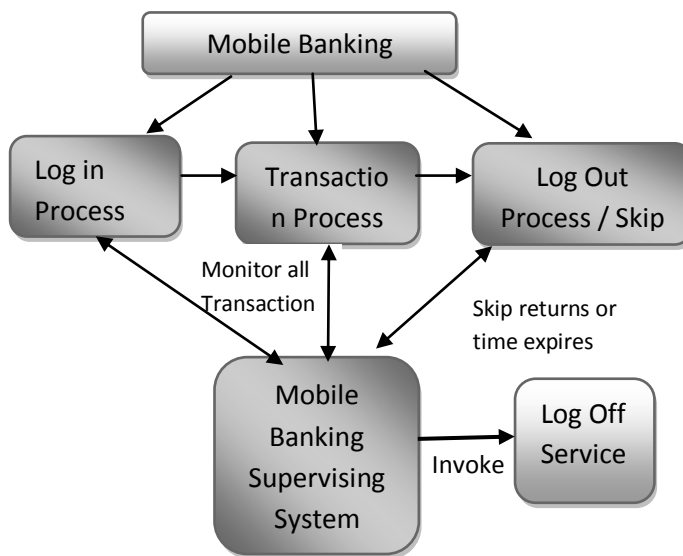 Mobile Banking
Log in
Process
Transactio
n Process
Log Out
Process / Skip
Monitor all
Transaction
Skip returns or
time expires
Mobile
Banking
Supervising
System
Invoke
Log Off
Service